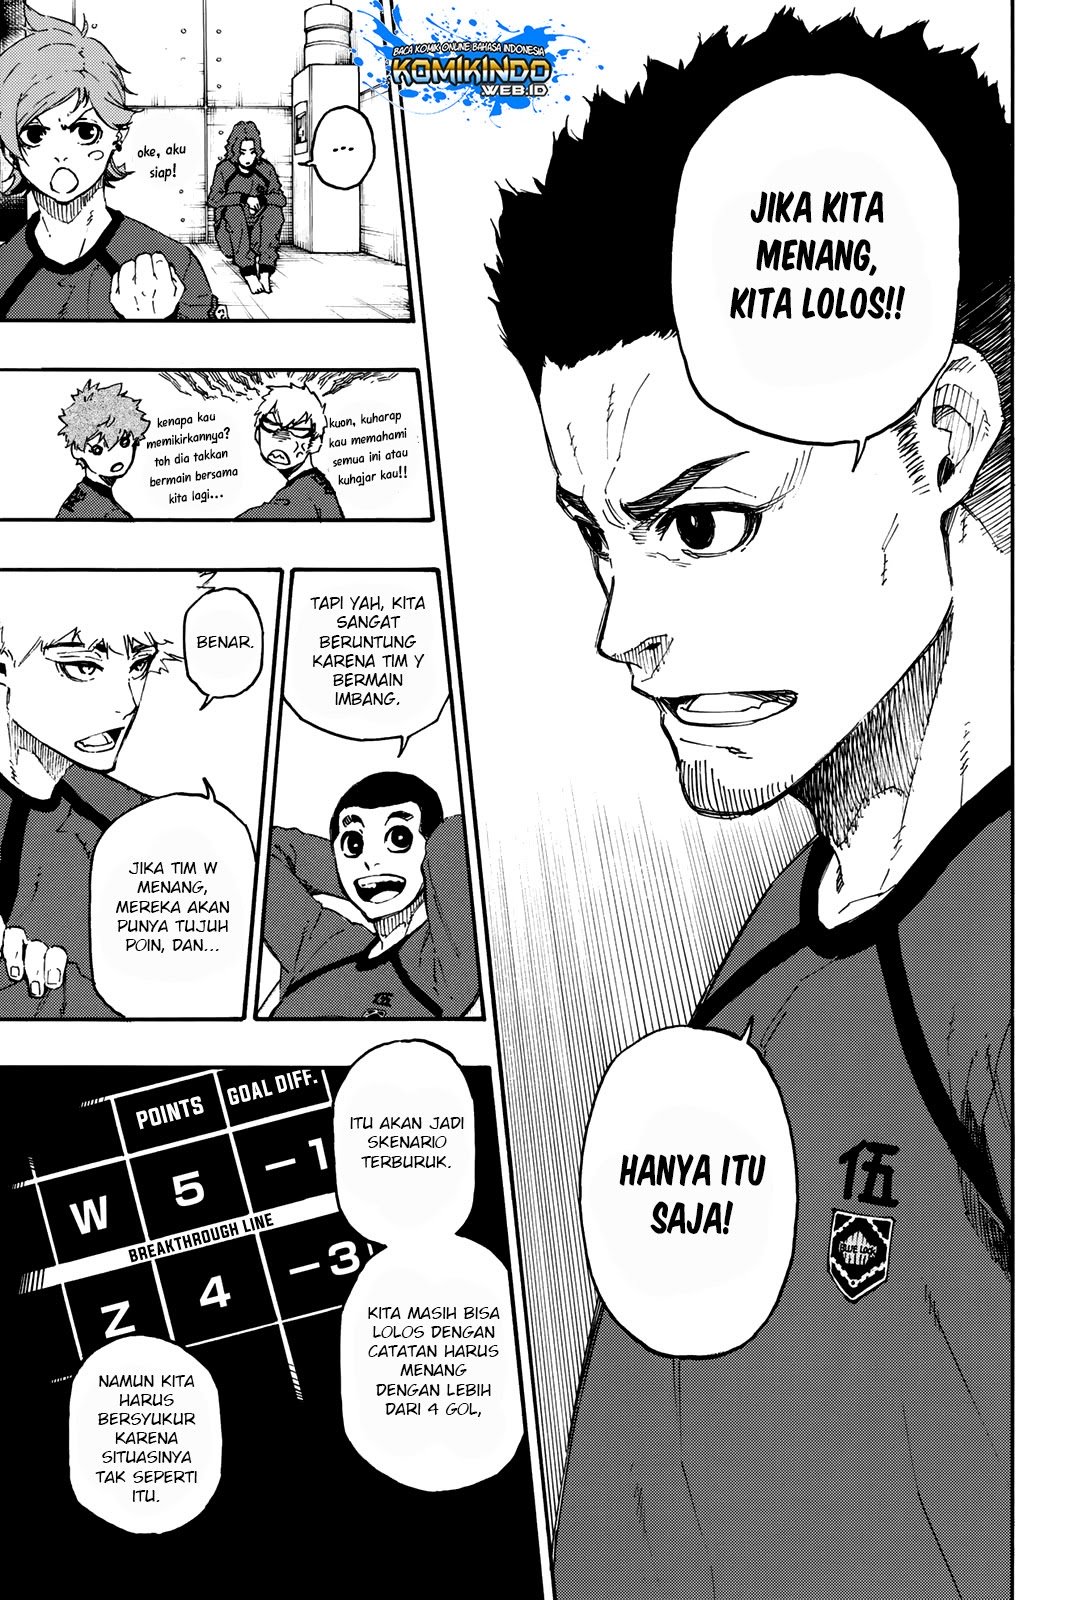 BACA KOMIK ONLINE BAHASA INDONESIA
KOMIKINDO
WEB.ID
JIKA KITA
MENANG,
KITA LOLOS!!
HANYA ITU
SAJA!
伍
BLUE LOCK
...
oke, aku
siap!
kuon, kuharap
kau memahami
semua ini atau
kuhajar kau!!
kenapa kau
memikirkannya?
toh dia takkan
bermain bersama
kita lagi...
TAPI YAH, KITA
SANGAT
BERUNTUNG
KARENA TIM Y
BERMAIN
IMBANG.
伍
BENAR.
JIKA TIM W
MENANG,
MEREKA AKAN
PUNYA TUJUH
POIN, DAN...
ITU AKAN JADI
SKENARIO
TERBURUK.
POINTS GOAL DIFF.
W 5 -1
BREAKTHROUGH LINE
Z 4 -3
KITA MASIH BISA
LOLOS DENGAN
CATATAN HARUS
MENANG
DENGAN LEBIH
DARI 4 GOL,
NAMUN KITA
HARUS
BERSYUKUR
KARENA
SITUASINYA
TAK SEPERTI
ITU.